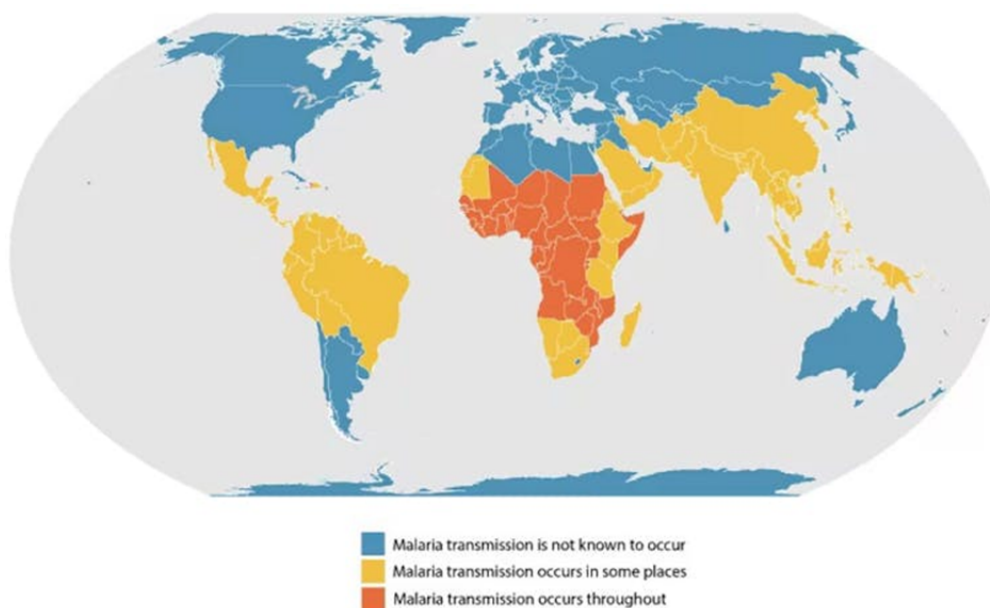 Malaria transmission is not known to occur
Malaria transmission occurs in some places
Malaria transmission occurs throughout